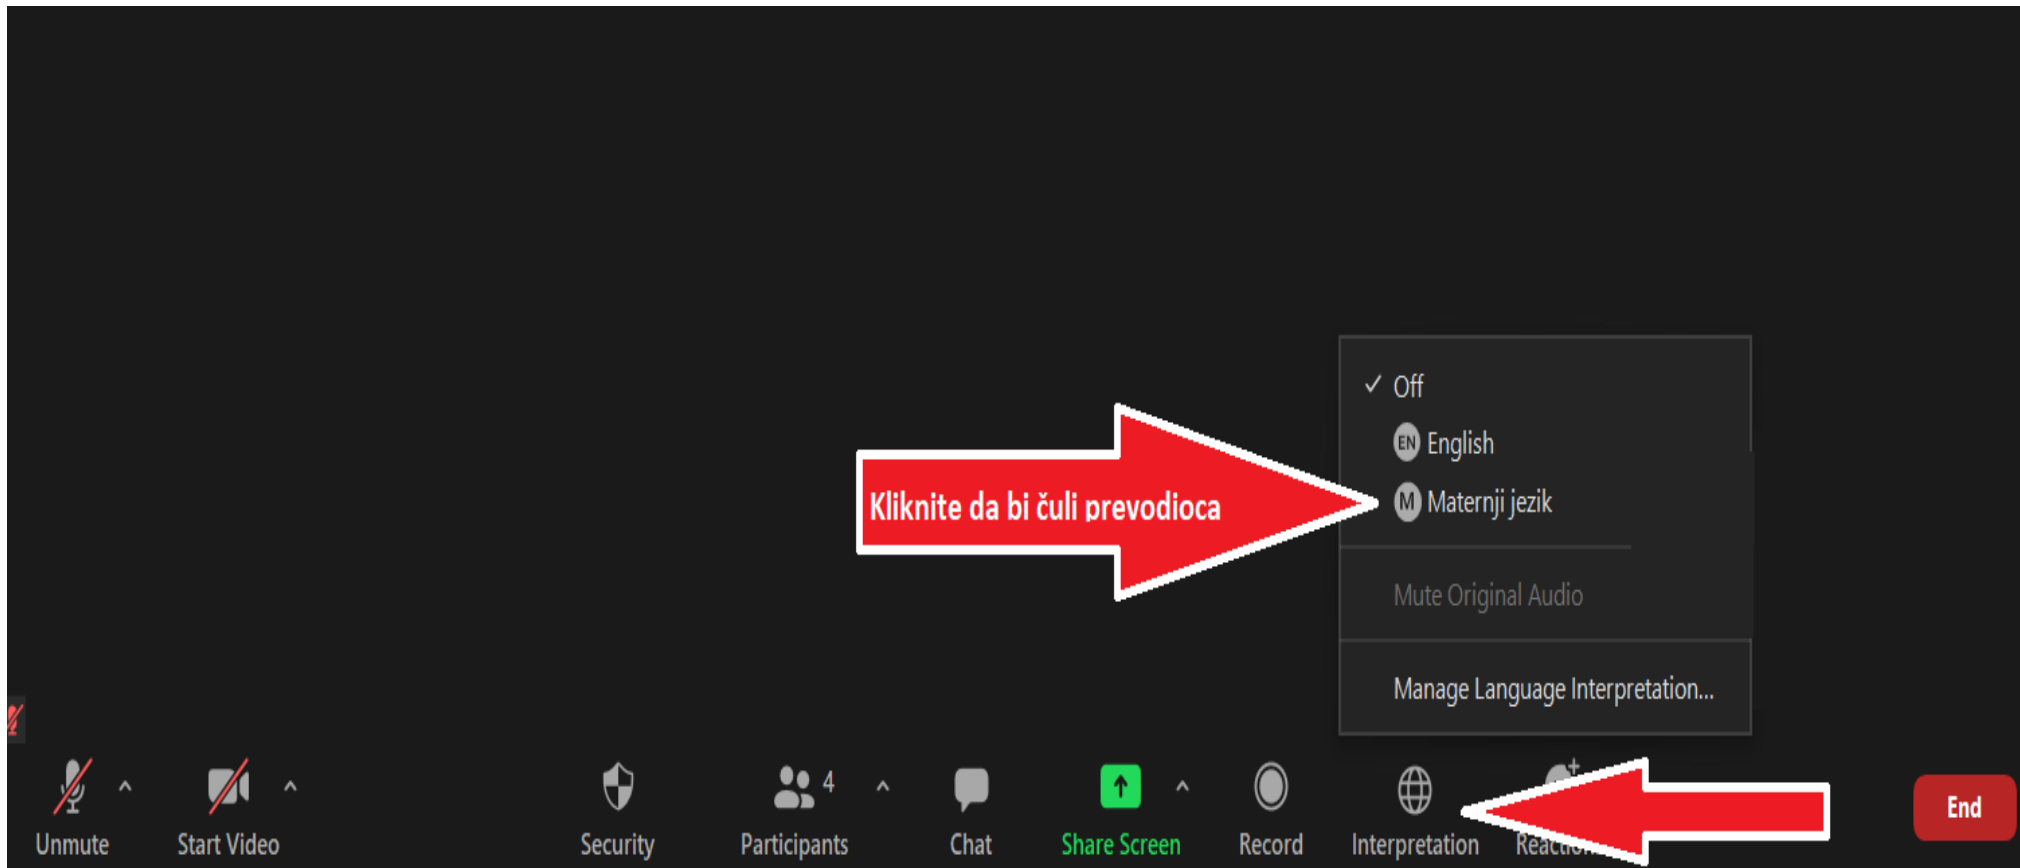 ✓ Off
EN English
Kliknite da bi čuli prevodioca
M Maternji jezik
Mute Original Audio
Manage Language Interpretation...
4
Unmute
Start Video
Security
Participants
Chat
Share Screen
Record
Interpretation
End